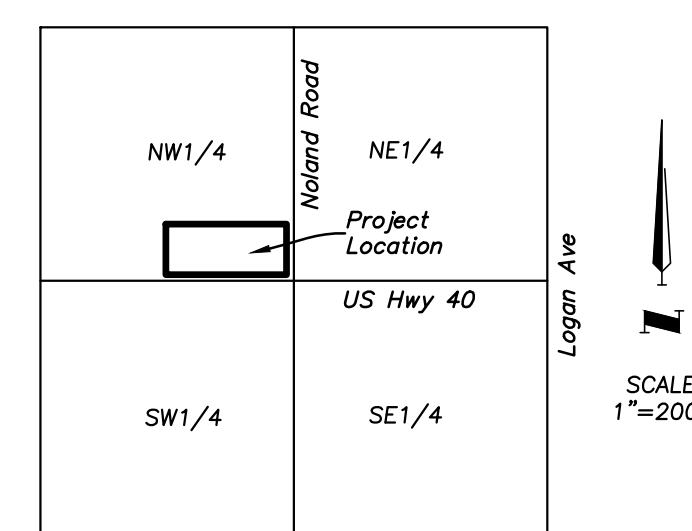 Noland Road
NW1/4
NE1/4
Project
Location
US Hwy 40
Logan Ave
SW1/4
SE1/4
N
SCALE